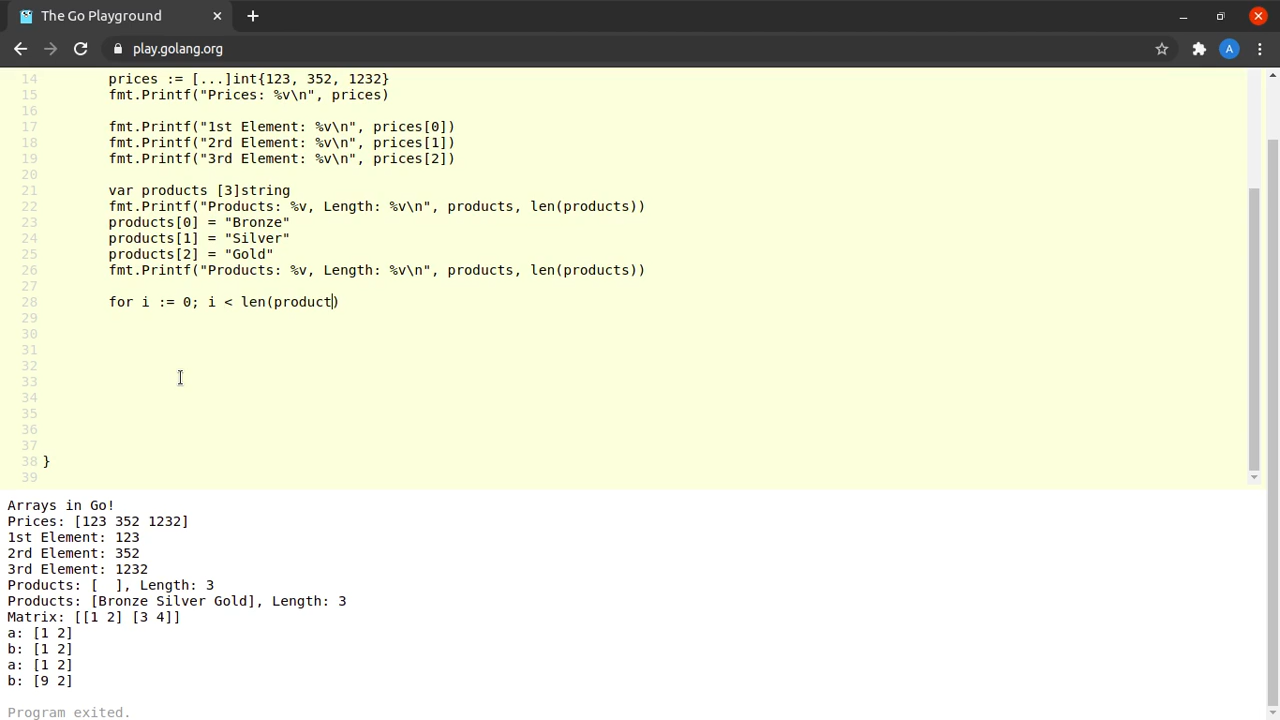 The Go Playground
play.golang.org
A
14 prices := [...]int{123, 352, 1232}
15 fmt.Printf("Prices: %v\n", prices)
16
17 fmt.Printf("1st Element: %v\n", prices[0])
18 fmt.Printf("2rd Element: %v\n", prices[1])
19 fmt.Printf("3rd Element: %v\n", prices[2])
20
21 var products [3]string
22 fmt.Printf("Products: %v, Length: %v\n", products, len(products))
23 products[0] = "Bronze"
24 products[1] = "Silver"
25 products[2] = "Gold"
26 fmt.Printf("Products: %v, Length: %v\n", products, len(products))
27
28 for i := 0; i < len(product)
29
30
31
32
33
34
35
36
37
38 }
39
Arrays in Go!
Prices: [123 352 1232]
1st Element: 123
2rd Element: 352
3rd Element: 1232
Products: [  ], Length: 3
Products: [Bronze Silver Gold], Length: 3
Matrix: [[1 2] [3 4]]
a: [1 2]
b: [1 2]
a: [1 2]
b: [9 2]
Program exited.